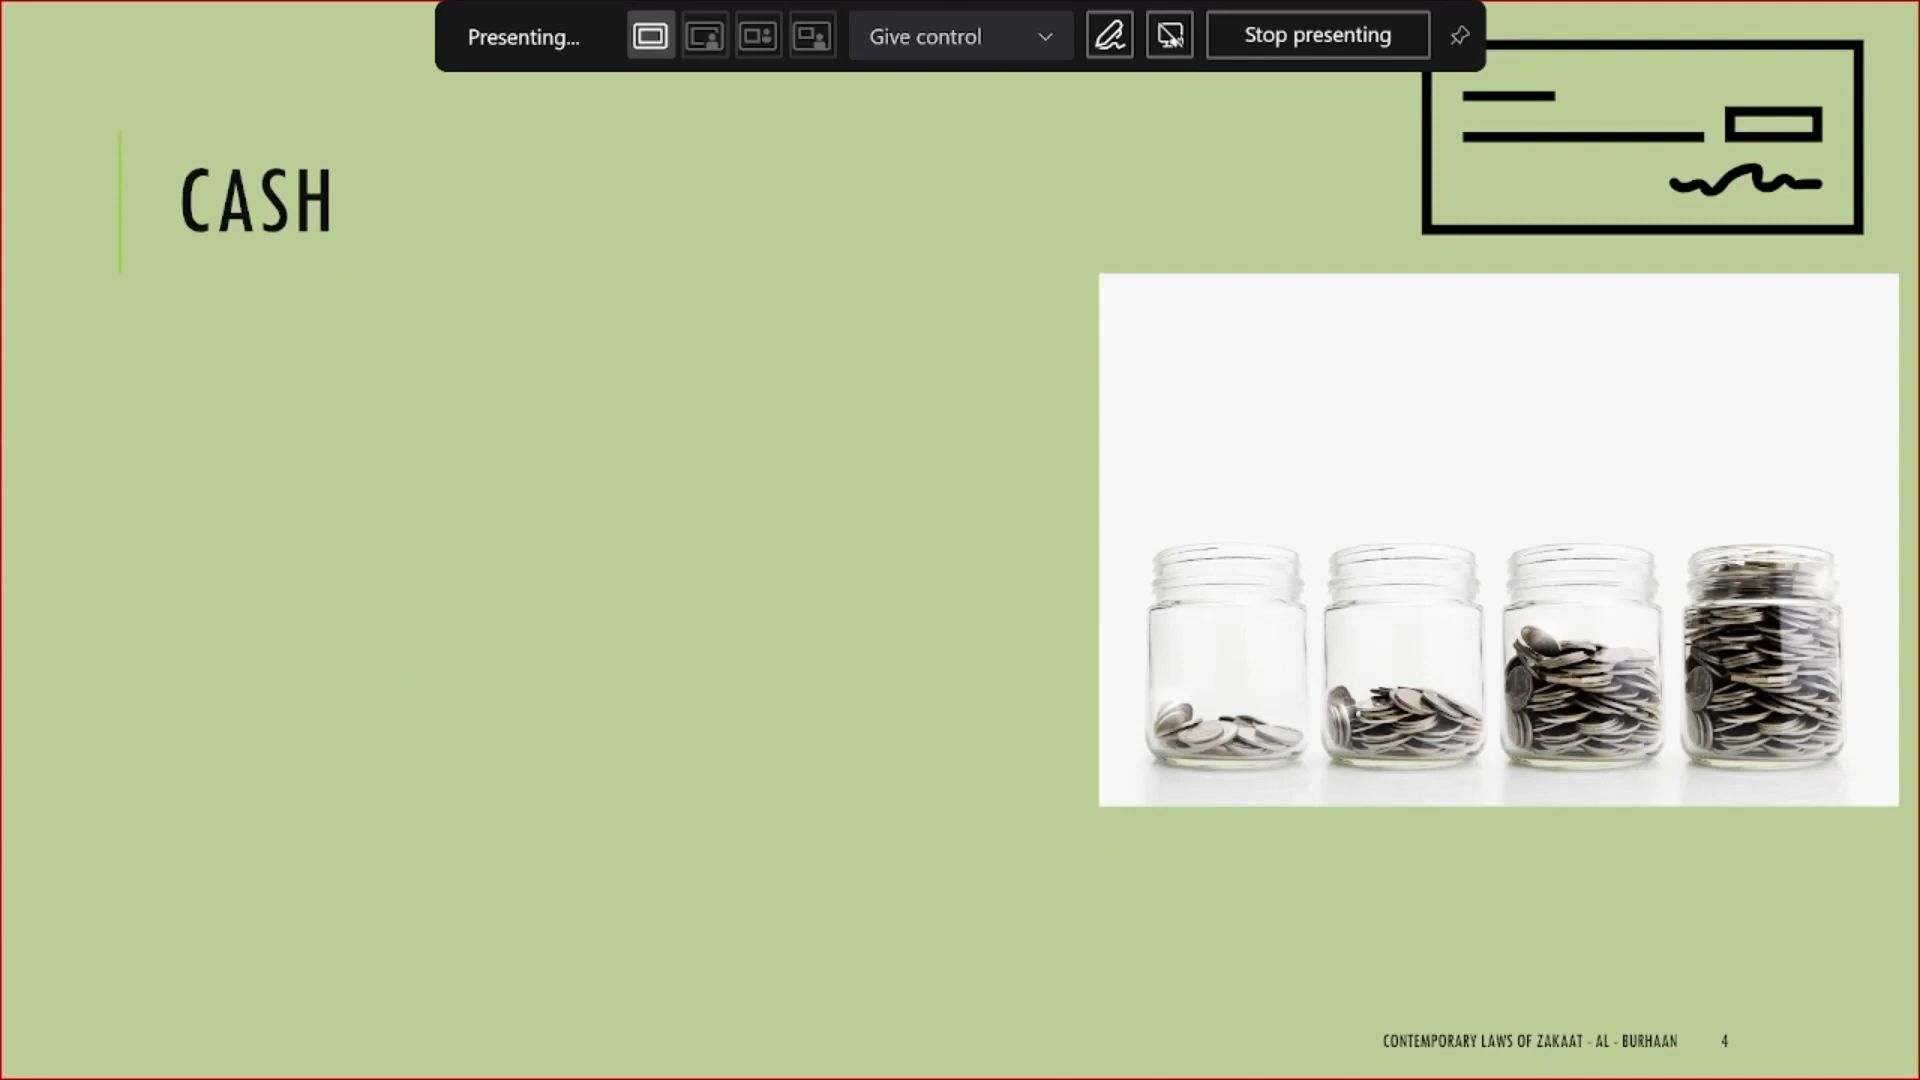 Presenting...
Give control
Stop presenting
CASH
CONTEMPORARY LAWS OF ZAKAAT - AL - BURHAAN 4